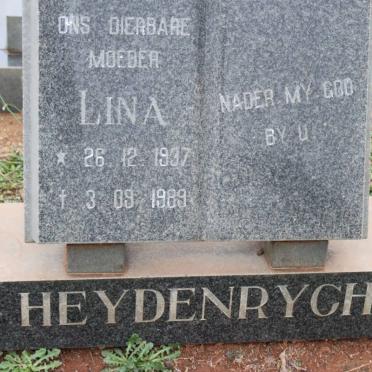 ONS DIERBARE
MOEDER
LINA
* 26. 12. 1937
† 3. 09. 1989
NADER MY GOD
BY U
HEYDENRYCH